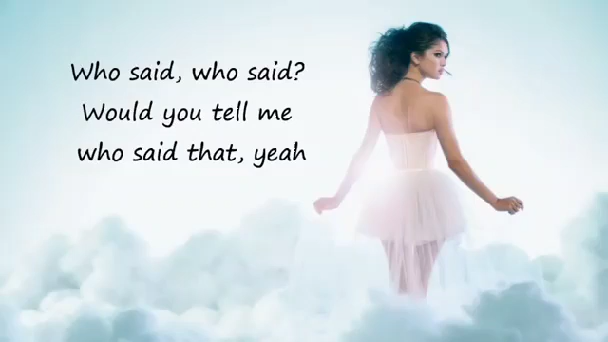 Who said, who said?
Would you tell me
who said that, yeah